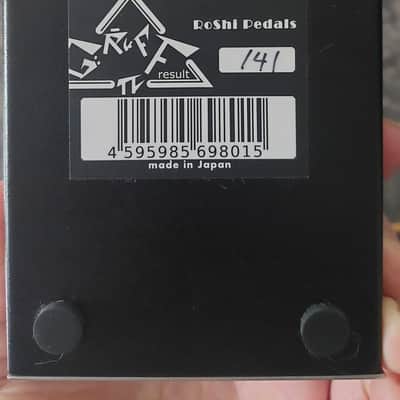 RoShi Pedals
141
result
4 595985 698015
made in Japan